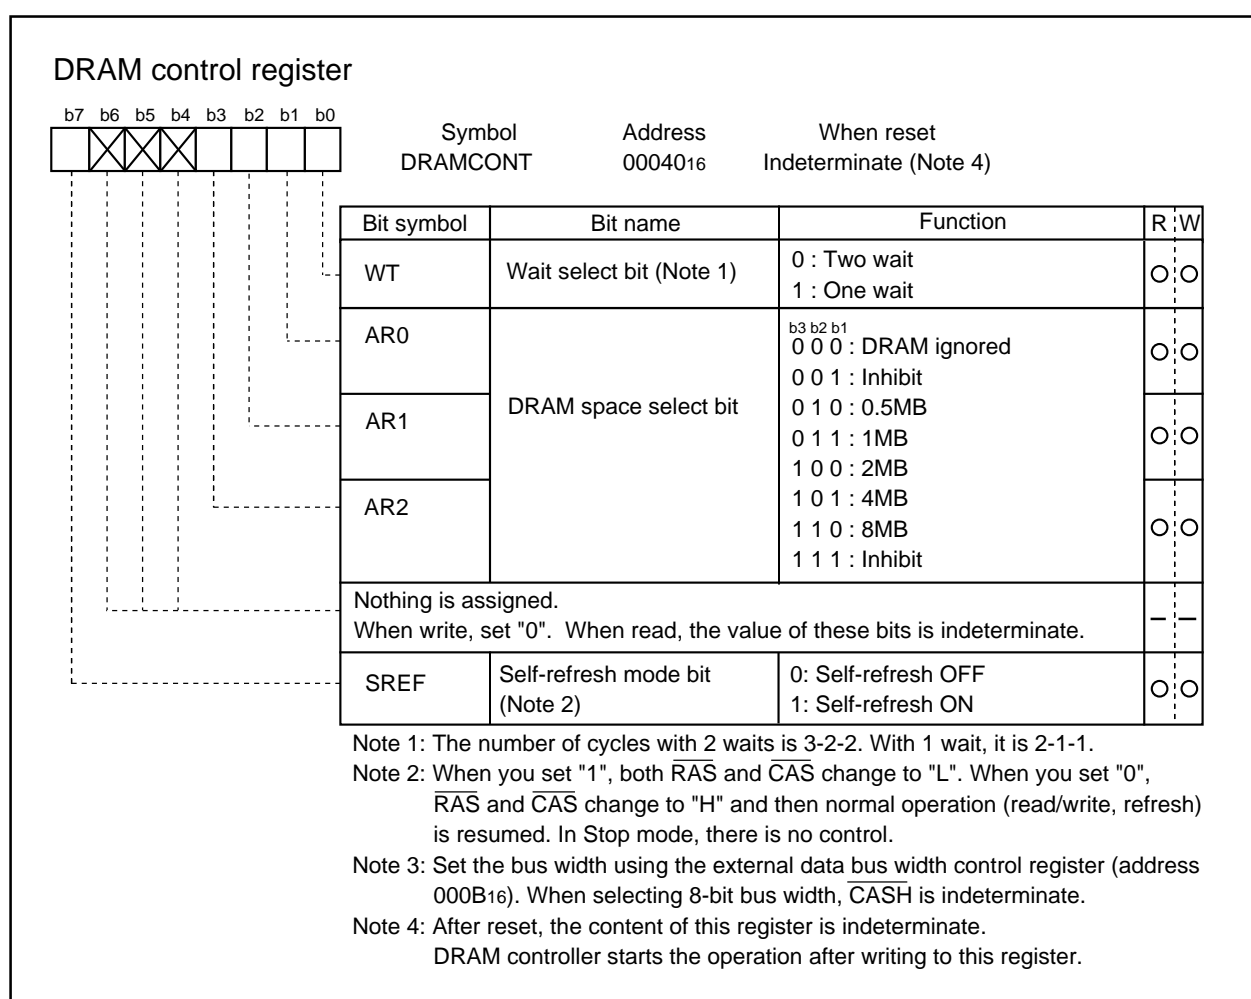 DRAM control register
b7 b6 b5 b4 b3 b2 b1 b0
Symbol Address When reset
DRAMCONT 00040₁₆ Indeterminate (Note 4)
Bit symbol Bit name Function R W
WT Wait select bit (Note 1) 0 : Two wait
1 : One wait
AR0 b3 b2 b1
0 0 0 : DRAM ignored
0 0 1 : Inhibit
AR1 DRAM space select bit 0 1 0 : 0.5MB
0 1 1 : 1MB
1 0 0 : 2MB
AR2 1 0 1 : 4MB
1 1 0 : 8MB
1 1 1 : Inhibit
Nothing is assigned.
When write, set "0". When read, the value of these bits is indeterminate. – –
SREF Self-refresh mode bit 0: Self-refresh OFF
(Note 2) 1: Self-refresh ON
Note 1: The number of cycles with 2 waits is 3-2-2. With 1 wait, it is 2-1-1.
Note 2: When you set "1", both R̅A̅S̅ and C̅A̅S̅ change to "L". When you set "0",
R̅A̅S̅ and C̅A̅S̅ change to "H" and then normal operation (read/write, refresh)
is resumed. In Stop mode, there is no control.
Note 3: Set the bus width using the external data bus width control register (address
000B₁₆). When selecting 8-bit bus width, C̅A̅S̅H̅ is indeterminate.
Note 4: After reset, the content of this register is indeterminate.
DRAM controller starts the operation after writing to this register.